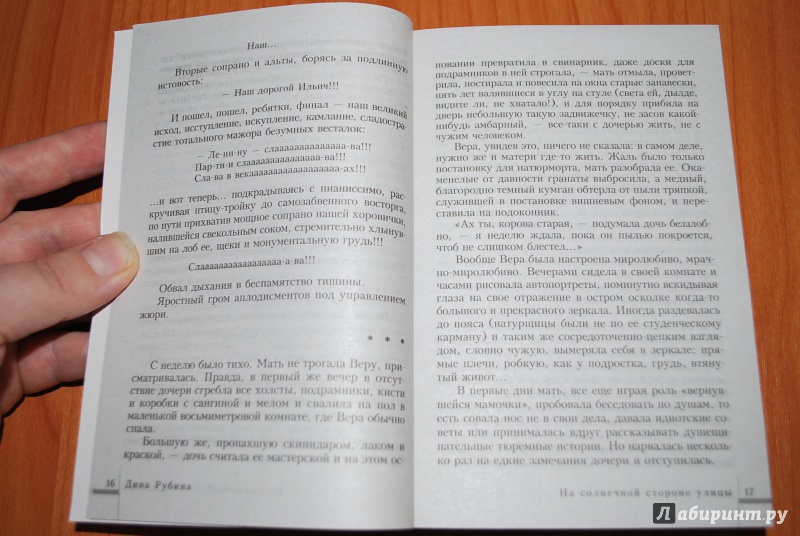 Наш...
Вторые сопрано и альты, борясь за подлинную
истовость:
— Наш дорогой Ильич!!!
И пошел, пошел, ребятки, финал — наш великий
исход, исступление, искупление, камлание, сладостра-
стие тотального мажора безумных весталок:
— Ле-ни-ну — слаааааааааааааа-ва!!!
Пар-ти-и слаааааааааааааааа-ва!!!
Сла-ва в векаааааааааааааааа-ах!!!
...и вот теперь... подкрадываясь с пианиссимо, рас-
кручивая птицу-тройку до самозабвенного восторга,
по пути прихватив мощное сопрано нашей хоровички,
налившейся свекольным соком, стремительно хлынув-
шим на лоб ее, щеки и монументальную грудь!!!
Слаааааааааааааааа-а-ва!!!
Обвал дыхания в беспамятство тишины.
Яростный гром аплодисментов под управлением
жюри.
* * *
С неделю было тихо. Мать не трогала Веру, при-
сматривалась. Правда, в первый же вечер в отсут-
ствие дочери сгребла все холсты, подрамники, кисти
и коробки с сангиной и мелом и свалила на пол в
маленькой восьмиметровой комнате, где Вера обычно
спала.
Большую же, пропахшую скипидаром, лаком и
краской, — дочь считала ее мастерской и на этом ос-
16 Дина Рубина
новании превратила в свинарник, даже доски для
подрамников в ней строгала, — мать отмыла, провет-
рила, постирала и повесила на окна старые занавески,
пять лет валявшиеся в углу на стуле (света ей, дылде,
видите ли, не хватало!), и для порядку прибила на
дверь небольшую такую задвижечку, не засов какой-
нибудь амбарный, — все-таки с дочерью жить, не с
чужим человеком.
Вера, увидев это, ничего не сказала: в самом деле,
нужно же и матери где-то жить. Жаль было только
постановку для натюрморта, мать разобрала ее. Ока-
менелые от давности гранаты выбросила, а медный,
благородно темный кумган обтерла от пыли тряпкой,
служившей в постановке вишневым фоном, и пере-
ставила на подоконник.
«Ах ты, корова старая, — подумала дочь беззлоб-
но, — я неделю ждала, пока он пылью покроется,
чтоб не слишком блестел...»
Вообще Вера была настроена миролюбиво, мрач-
но-миролюбиво. Вечерами сидела в своей комнате и
часами рисовала автопортреты, поминутно вскидывая
глаза на свое отражение в остром осколке когда-то
большого и прекрасного зеркала. Иногда раздевалась
до пояса (натурщицы были не по ее студенческому
карману) и таким же сосредоточенно-цепким взгля-
дом, словно чужую, вымеряла себя в зеркале: пря-
мые плечи, робкую, как у подростка, грудь, втяну-
тый живот...
В первые дни мать, все еще играя роль «вернув-
шейся мамочки», пробовала беседовать по душам, то
есть совала нос не в свои дела, давала идиотские со-
веты или принималась вдруг рассказывать душещи-
пательные тюремные истории. Но нарвалась несколь-
ко раз на едкие замечания дочери и отступилась.
На солнечной стороне улицы 17
Лабиринт.ру